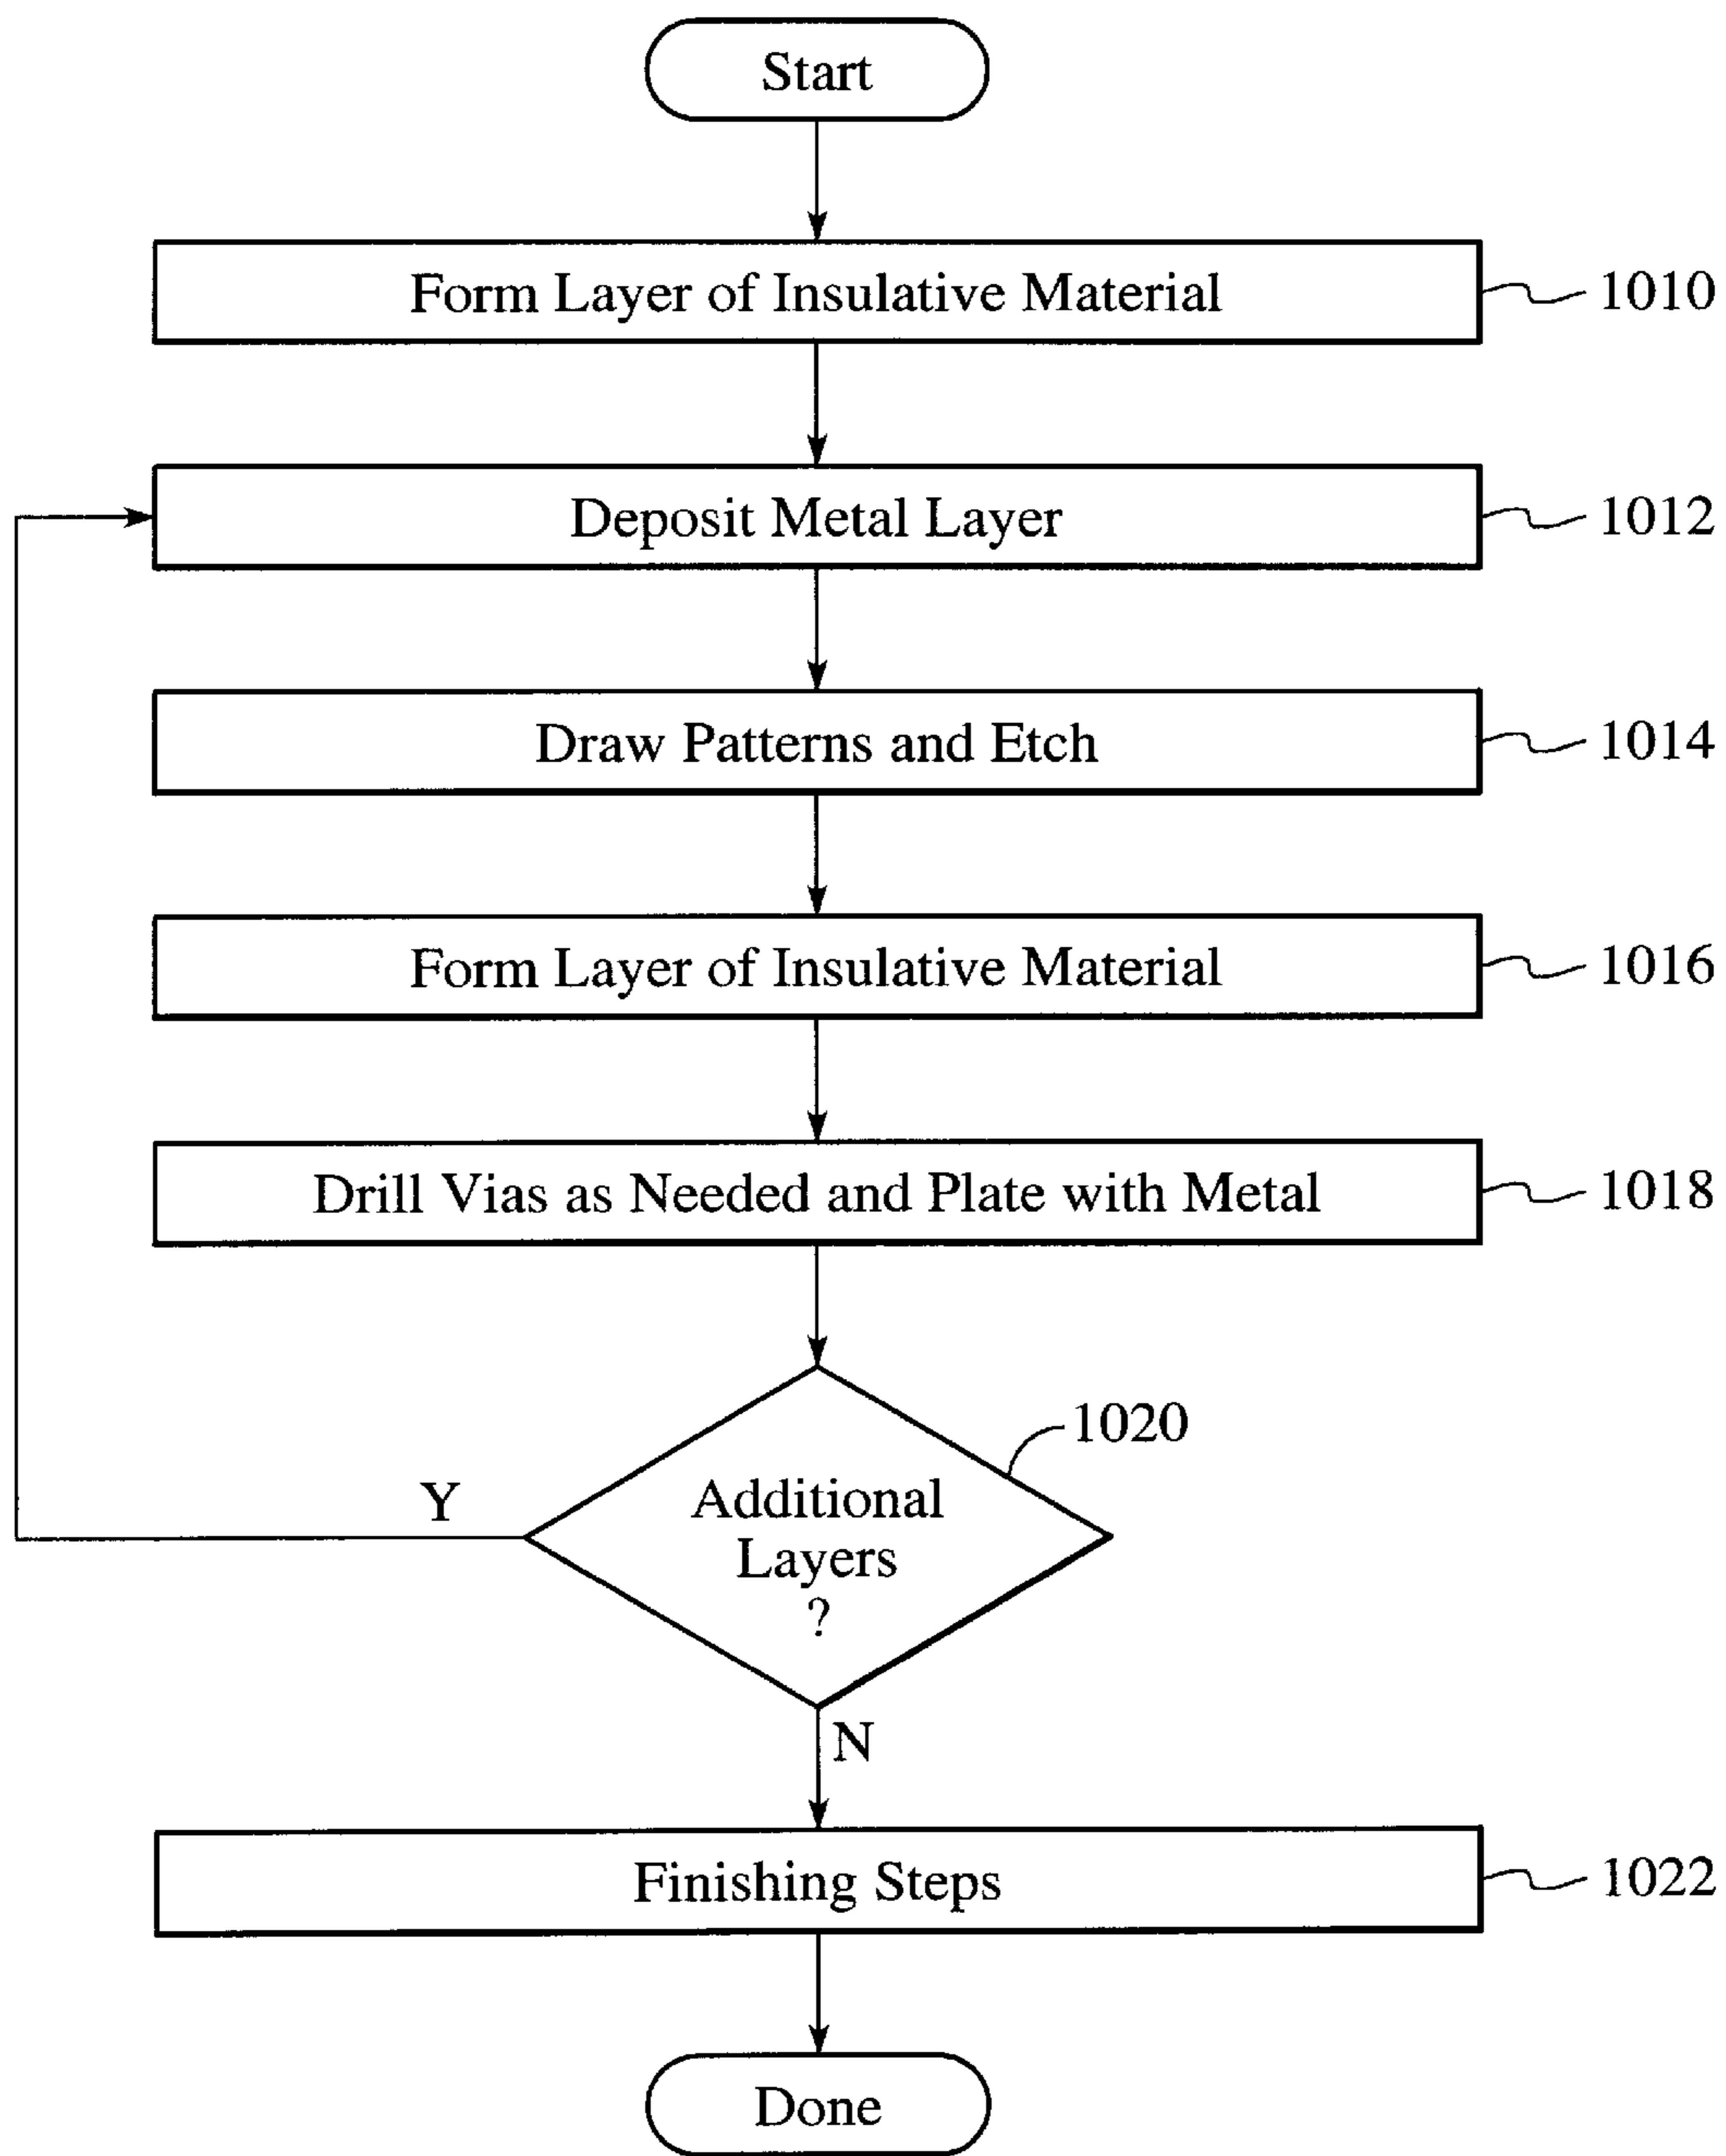 Start
Form Layer of Insulative Material
1010
Deposit Metal Layer
1012
Draw Patterns and Etch
1014
Form Layer of Insulative Material
1016
Drill Vias as Needed and Plate with Metal
1018
1020
Additional
Layers
?
Y
N
Finishing Steps
1022
Done